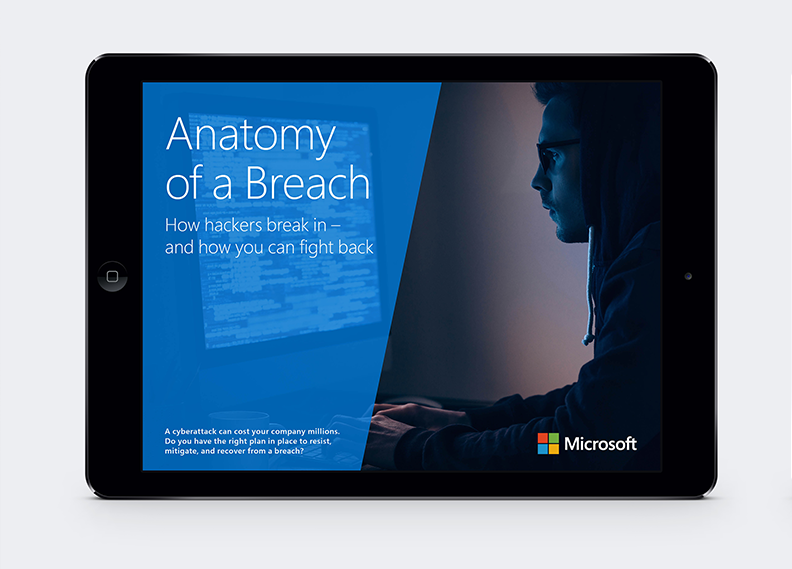 Anatomy
of a Breach
How hackers break in –
and how you can fight back
A cyberattack can cost your company millions.
Do you have the right plan in place to resist,
mitigate, and recover from a breach?
Microsoft